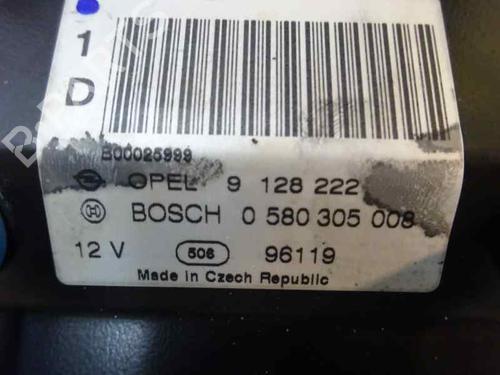 1
D
B00025999
OPEL 9 128 222
BOSCH 0 580 305 008
12 V 506 96119
Made in Czech Republic